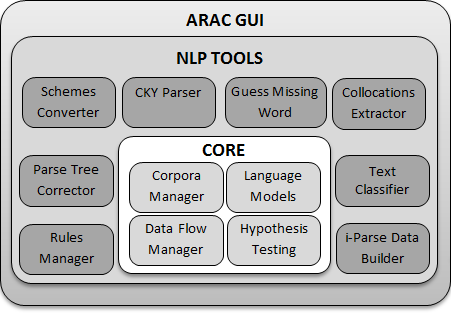 ARAC GUI
NLP TOOLS
Schemes
Converter
CKY Parser
Guess Missing
Word
Collocations
Extractor
CORE
Parse Tree
Corrector
Corpora
Manager
Language
Models
Text
Classifier
Rules
Manager
Data Flow
Manager
Hypothesis
Testing
i-Parse Data
Builder